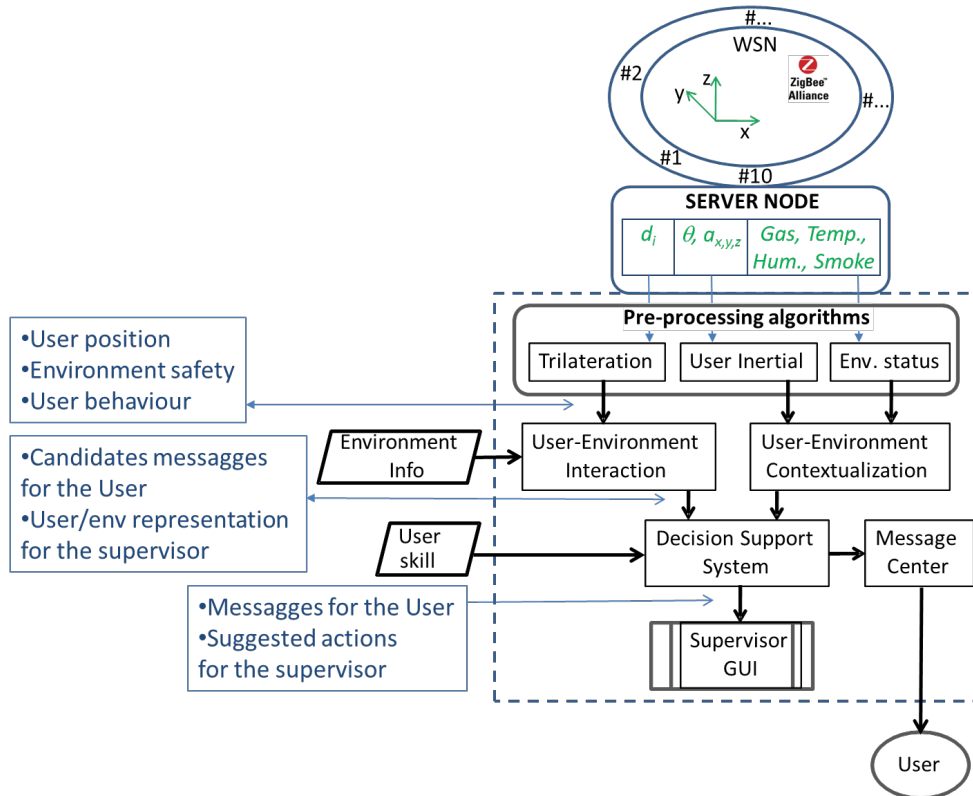 #...
WSN
#2
ZigBee™
Alliance
z
y
#...
x
#1
#10
SERVER NODE
dᵢ
θ, aₓ,ᵧ,𝓏
Gas, Temp.,
Hum., Smoke
Pre-processing algorithms
Trilateration
User Inertial
Env. status
•User position
•Environment safety
•User behaviour
Environment
Info
User-Environment
Interaction
User-Environment
Contextualization
•Candidates messagges
for the User
•User/env representation
for the supervisor
User
skill
Decision Support
System
Message
Center
•Messagges for the User
•Suggested actions
for the supervisor
Supervisor
GUI
User